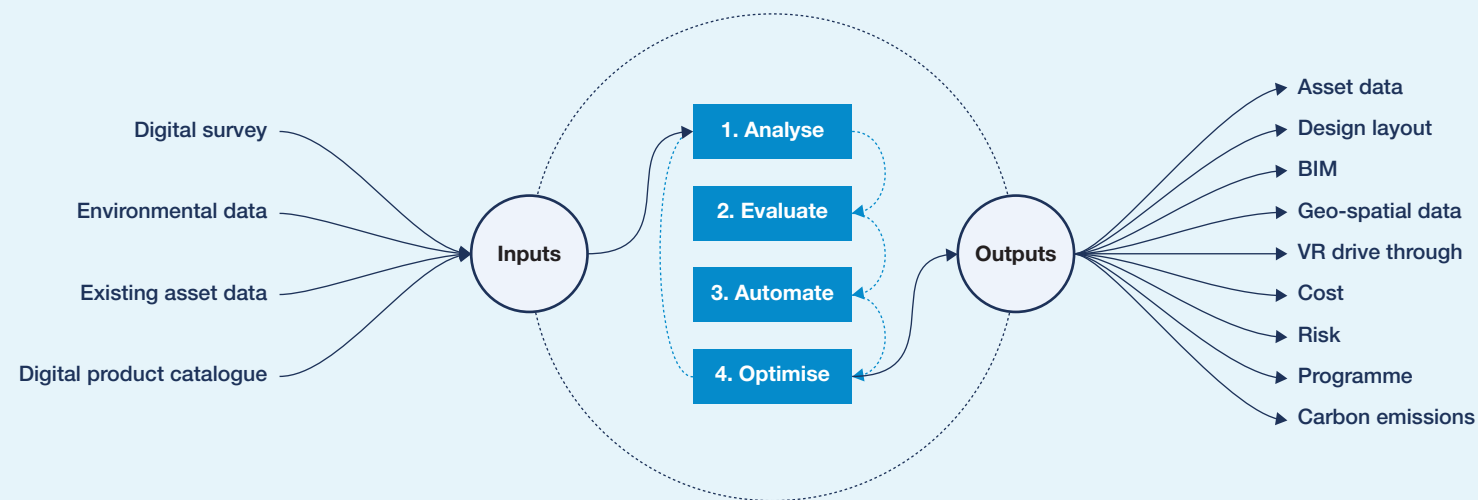 Digital survey
Environmental data
Existing asset data
Digital product catalogue
Inputs
1. Analyse
2. Evaluate
3. Automate
4. Optimise
Outputs
Asset data
Design layout
BIM
Geo-spatial data
VR drive through
Cost
Risk
Programme
Carbon emissions